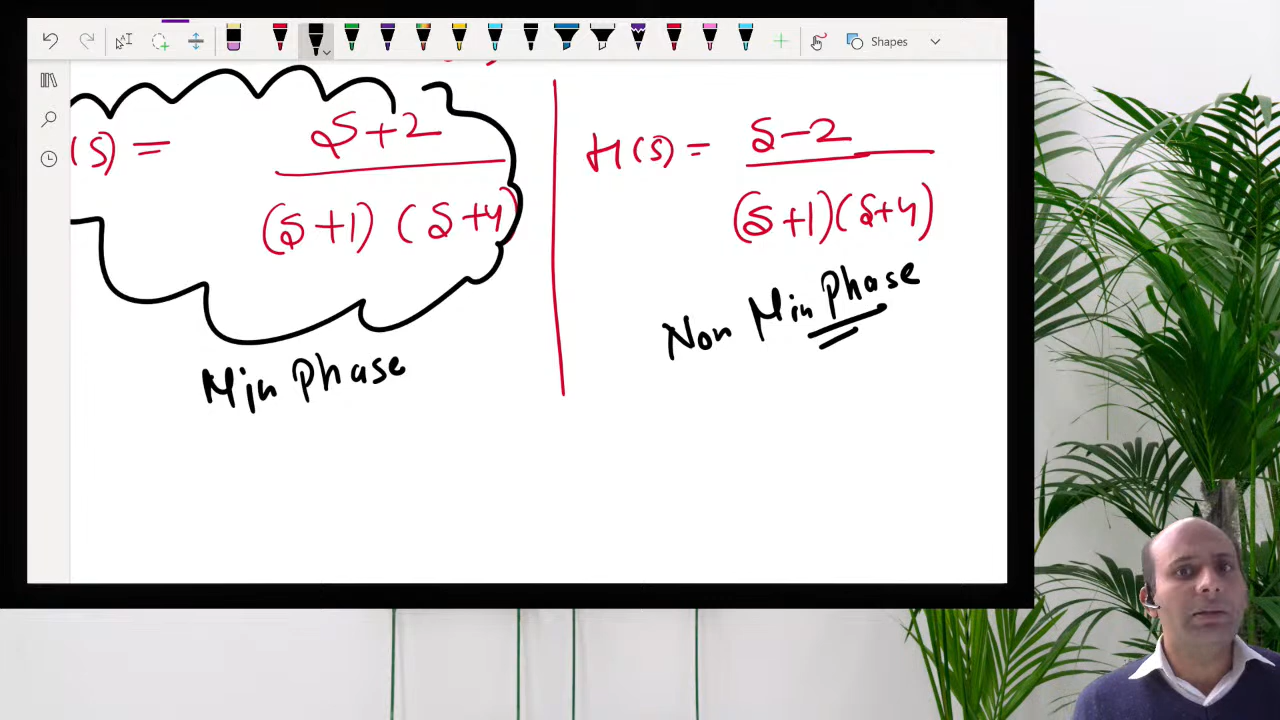 Shapes
(S) = S+2 / (S+1) (S+4)
Min Phase
H(S) = S-2 / (S+1)(S+4)
Non Min Phase